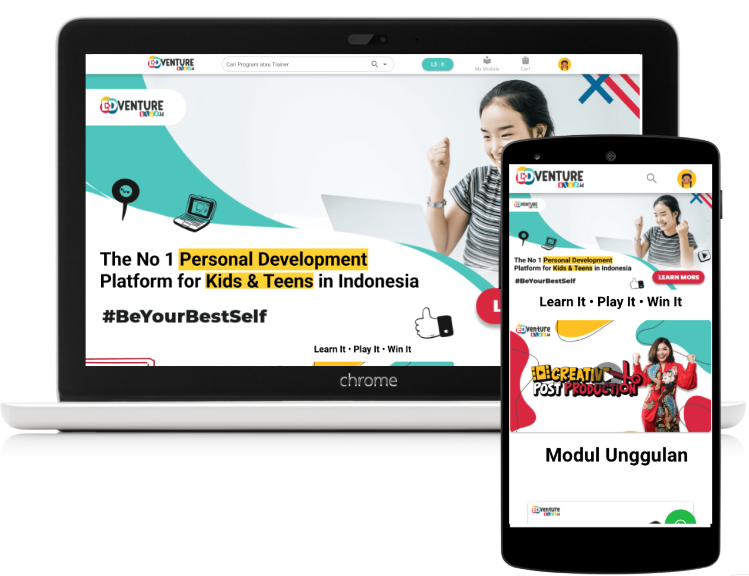 EDVENTURE
Cari Program atau Trainer
LS : 0
My Module
Cart
EDVENTURE
The No 1 Personal Development
Platform for Kids & Teens in Indonesia
#BeYourBestSelf
L
Learn It • Play It • Win It
chrome
EDVENTURE
EDVENTURE
The No 1 Personal Development
Platform for Kids & Teens in Indonesia
#BeYourBestSelf
LEARN MORE
Learn It • Play It • Win It
EDVENTURE
CREATIVE
POST PRODUCTION
Modul Unggulan
EDVENTURE